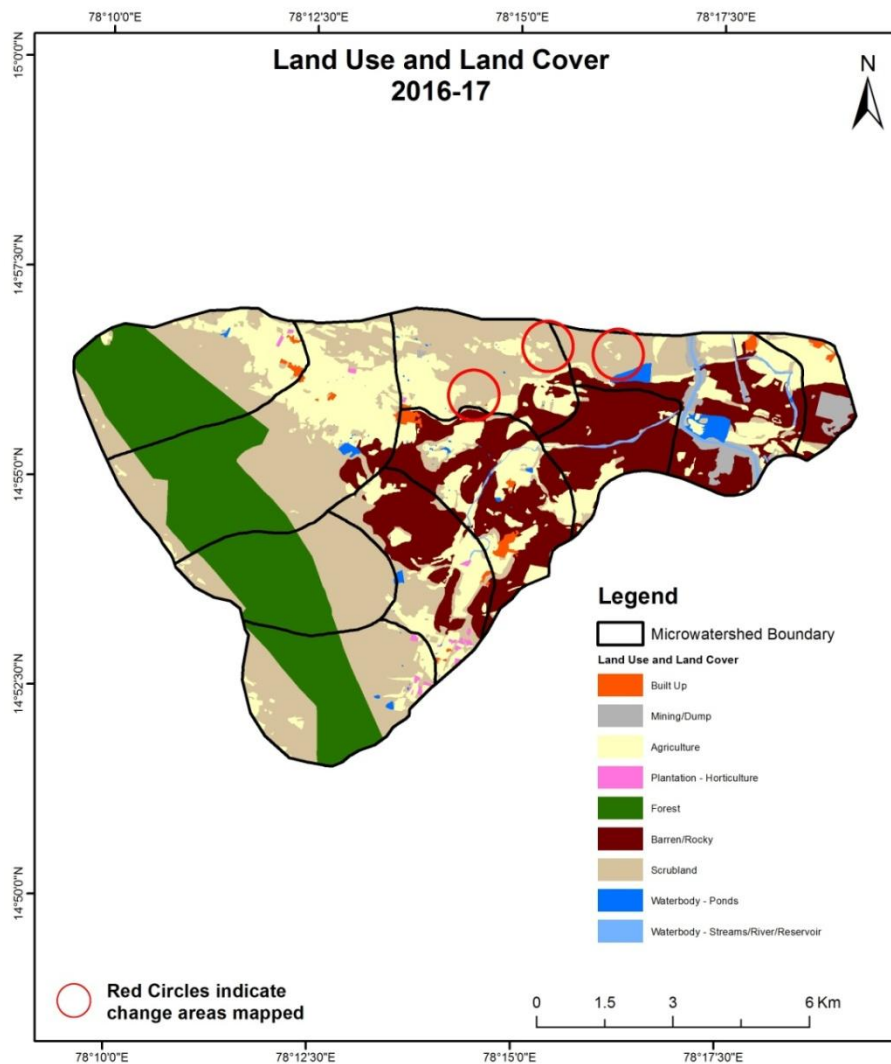 78°10'0"E
78°12'30"E
78°15'0"E
78°17'30"E
15°0'0"N
Land Use and Land Cover
2016-17
N
14°57'30"N
14°55'0"N
14°52'30"N
14°50'0"N
Legend
Microwatershed Boundary
Land Use and Land Cover
Built Up
Mining/Dump
Agriculture
Plantation - Horticulture
Forest
Barren/Rocky
Scrubland
Waterbody - Ponds
Waterbody - Streams/River/Reservoir
Red Circles indicate
change areas mapped
0 1.5 3 6 Km
78°10'0"E
78°12'30"E
78°15'0"E
78°17'30"E